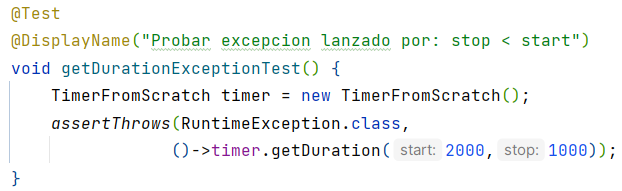 @Test
@DisplayName("Probar excepcion lanzado por: stop < start")
void getDurationExceptionTest() {
TimerFromScratch timer = new TimerFromScratch();
assertThrows(RuntimeException.class,
()->timer.getDuration( start: 2000, stop: 1000));
}